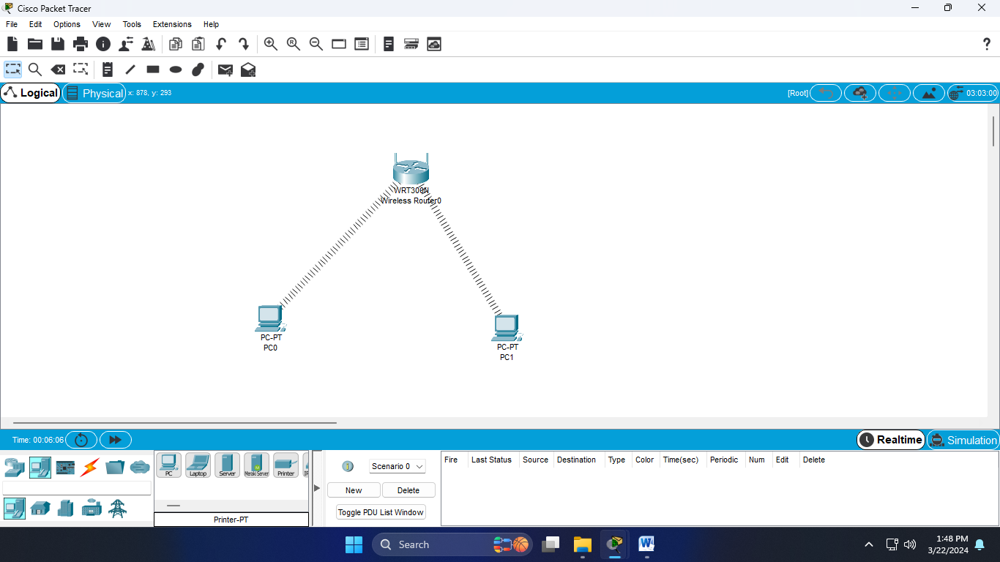 Cisco Packet Tracer
File Edit Options View Tools Extensions Help
?
Logical Physical x: 878, y: 293 [Root] 03:03:00
WRT300N
Wireless Router0
PC-PT
PC0
PC-PT
PC1
Time: 00:06:06 Realtime Simulation
PC Laptop Server Meraki Server Printer
Printer-PT
Scenario 0
New Delete
Toggle PDU List Window
Fire Last Status Source Destination Type Color Time(sec) Periodic Num Edit Delete
Search
1:48 PM
3/22/2024